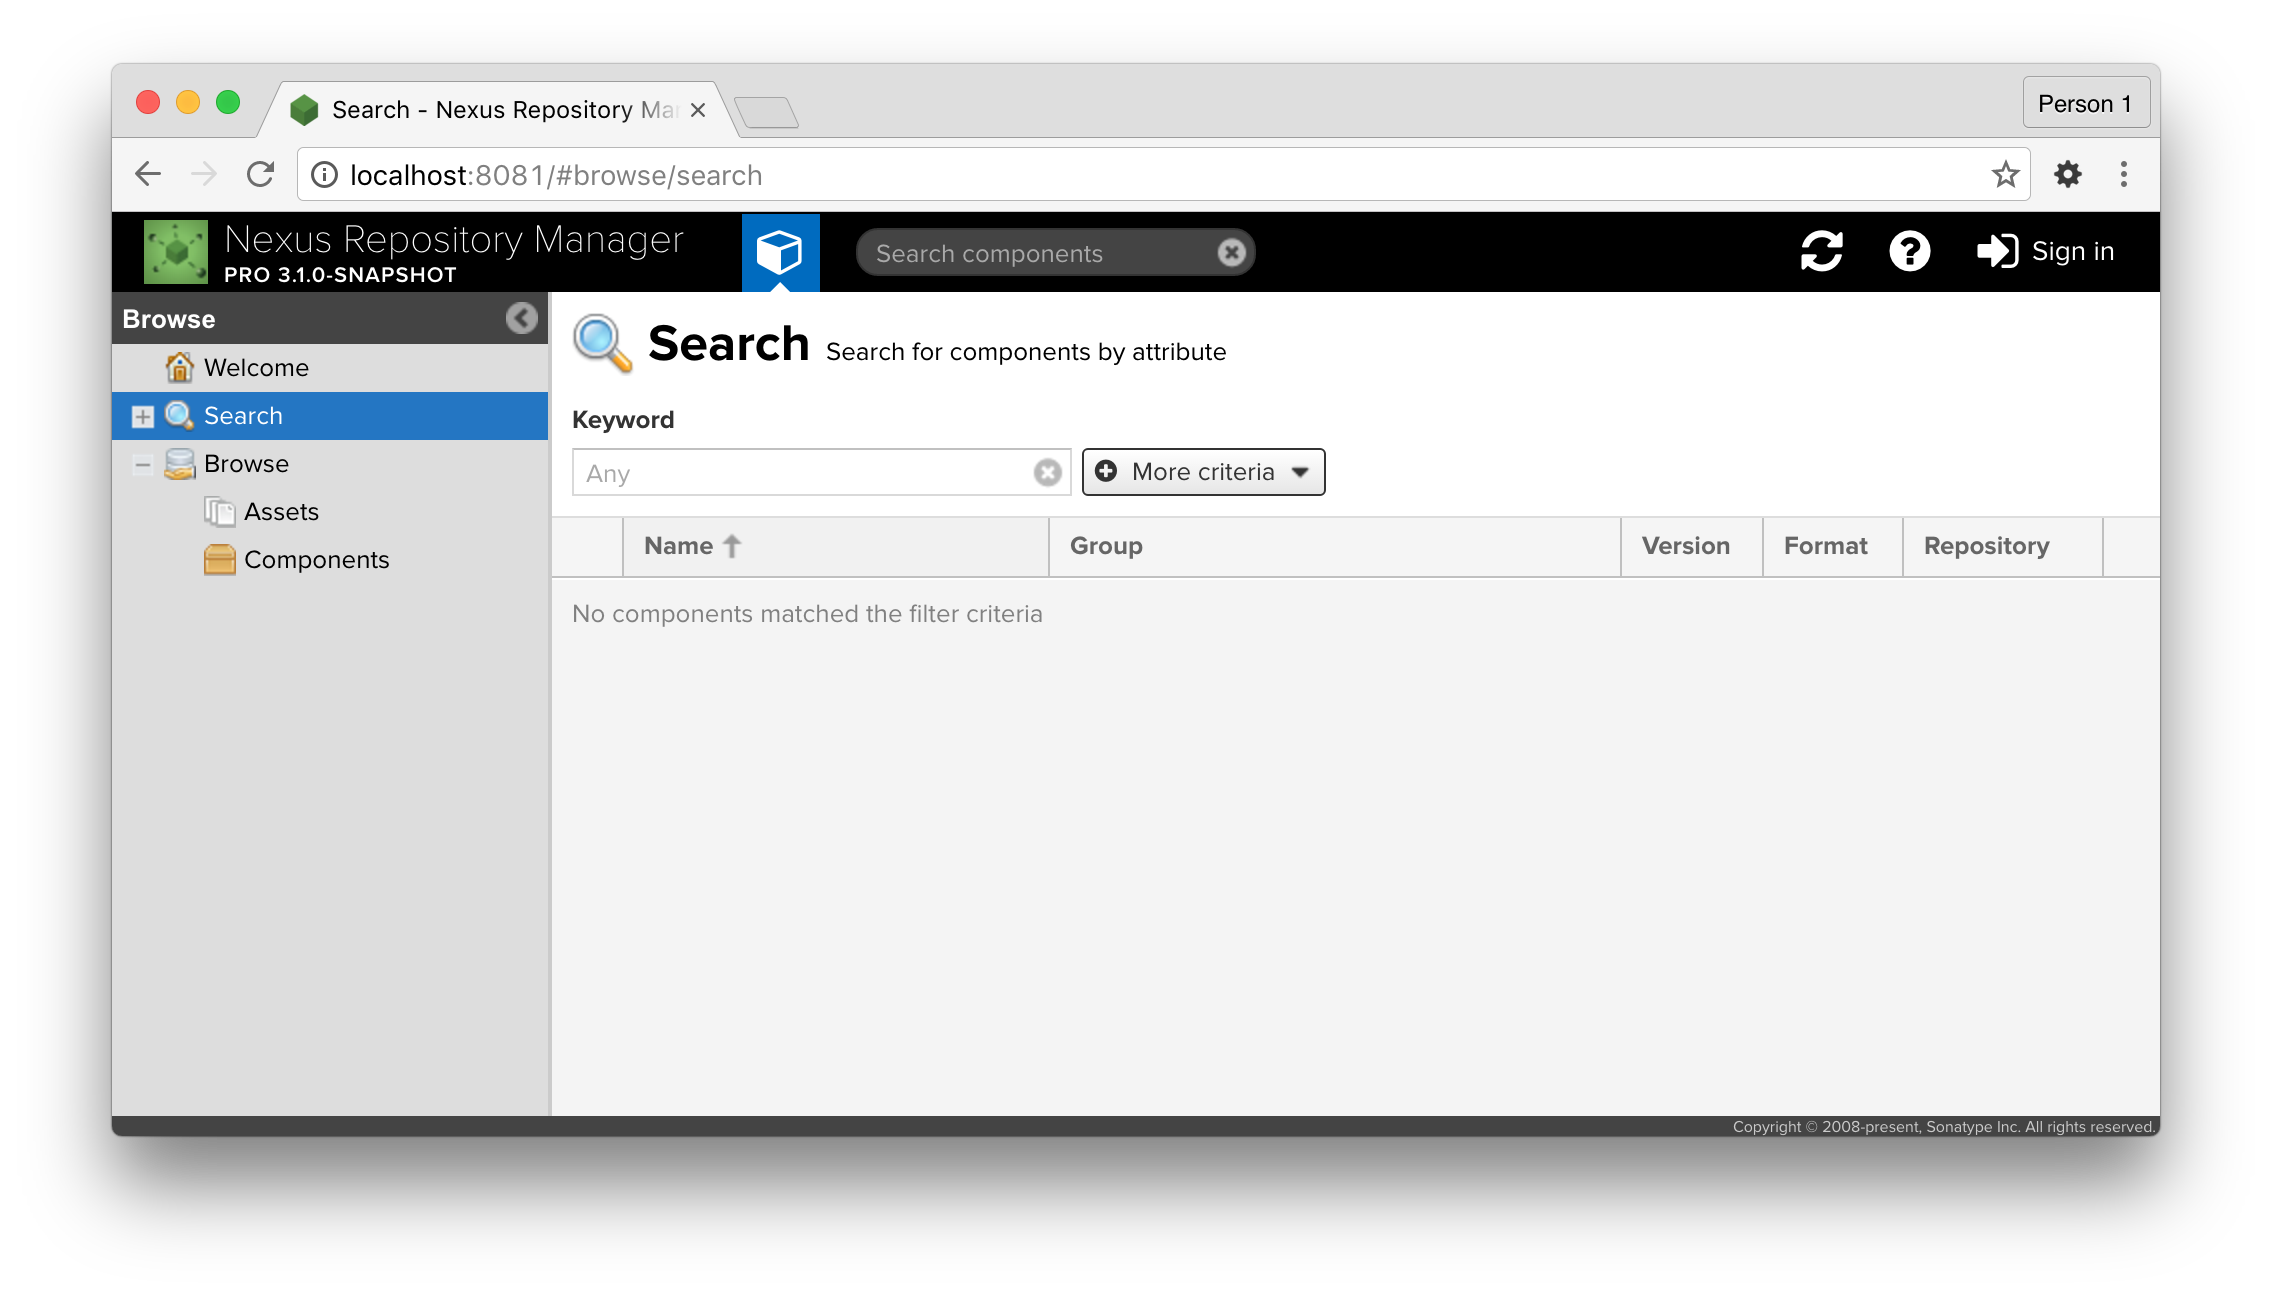 Search - Nexus Repository Mar
Person 1
localhost:8081/#browse/search
Nexus Repository Manager
PRO 3.1.0-SNAPSHOT
Search components
Sign in
Browse
Welcome
Search
Browse
Assets
Components
Search Search for components by attribute
Keyword
Any
More criteria
Name Group Version Format Repository
No components matched the filter criteria
Copyright © 2008-present, Sonatype Inc. All rights reserved.